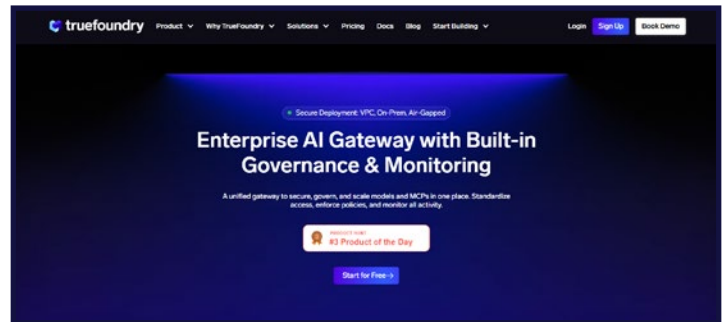 truefoundry
Product Why TrueFoundry Solutions Pricing Docs Blog Start Building Login Sign Up Book Demo
Secure Deployment: VPC, On-Prem, Air-Gapped
Enterprise AI Gateway with Built-in
Governance & Monitoring
A unified gateway to secure, govern, and scale models and MCPs in one place. Standardize
access, enforce policies, and monitor all activity.
PRODUCT HUNT
#3 Product of the Day
Start for Free->